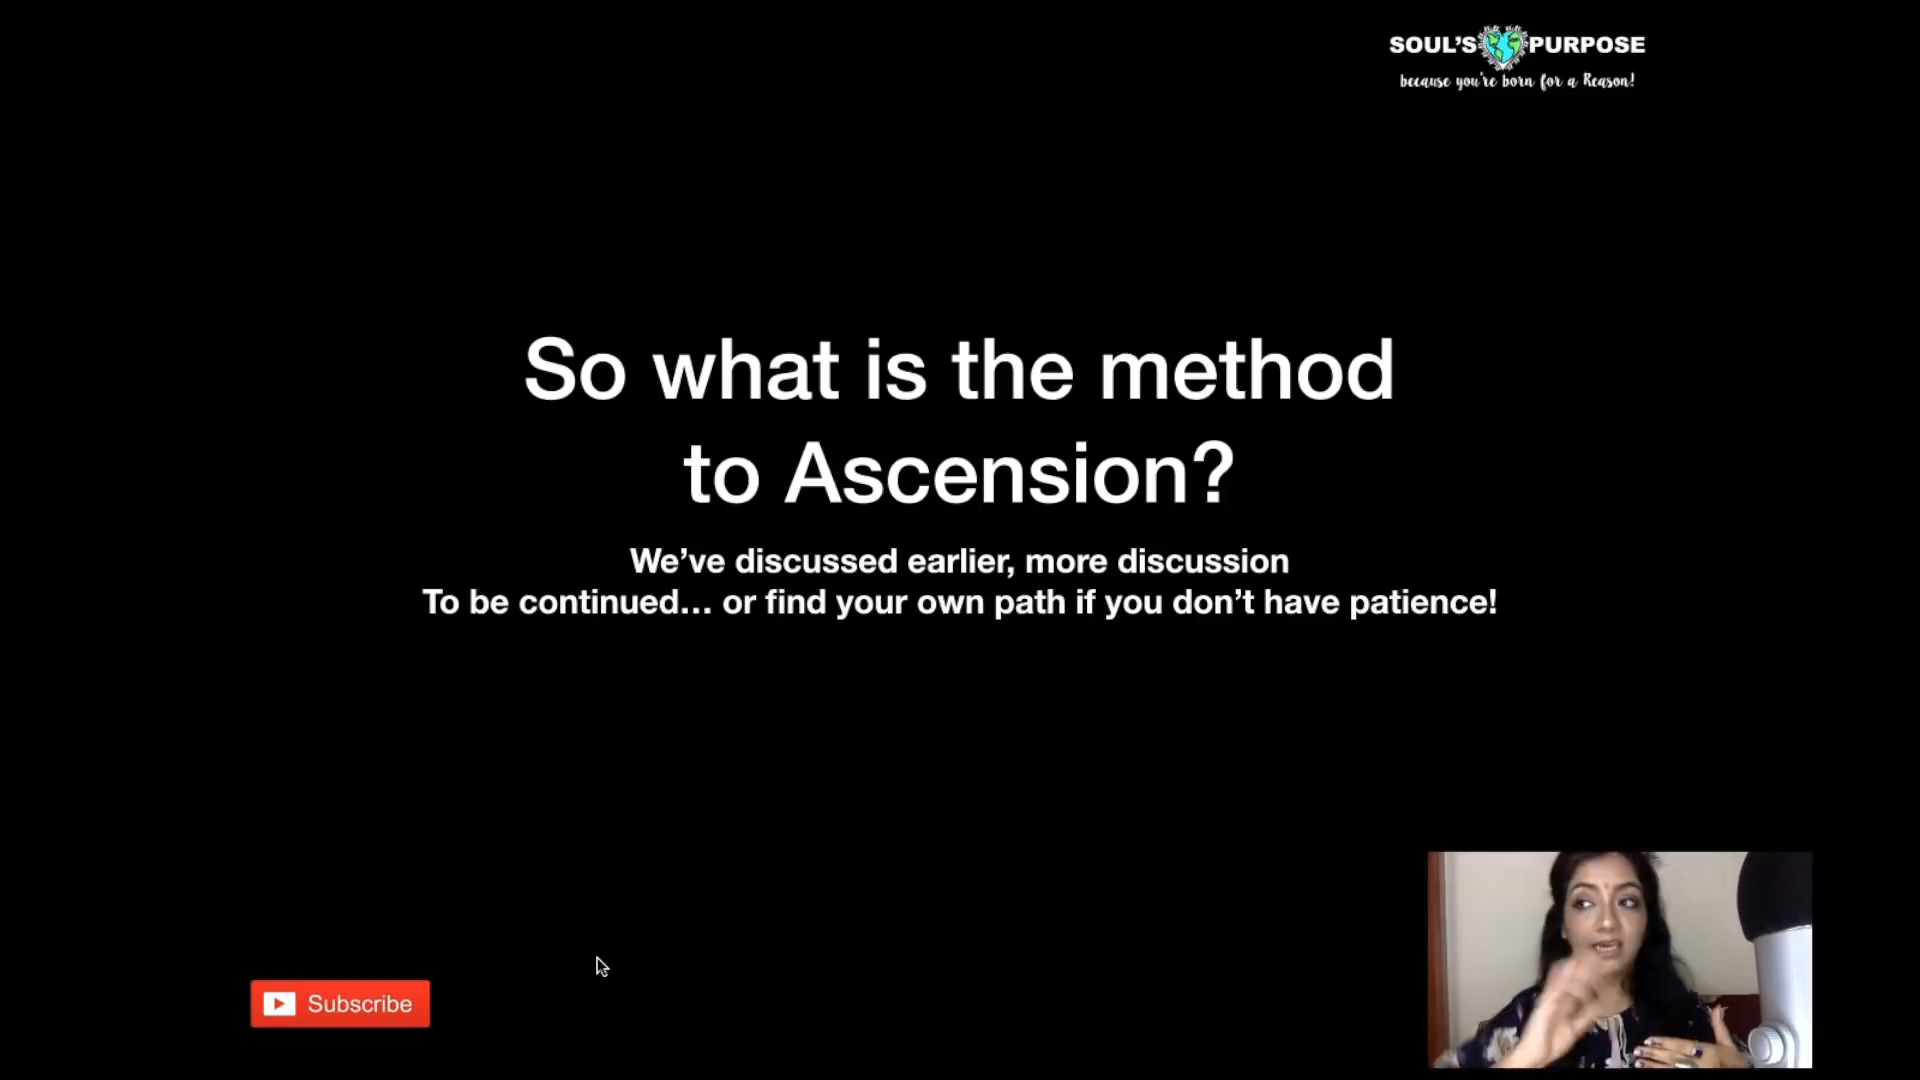 SOUL'S PURPOSE
because you're born for a Reason!
So what is the method
to Ascension?
We've discussed earlier, more discussion
To be continued... or find your own path if you don't have patience!
Subscribe